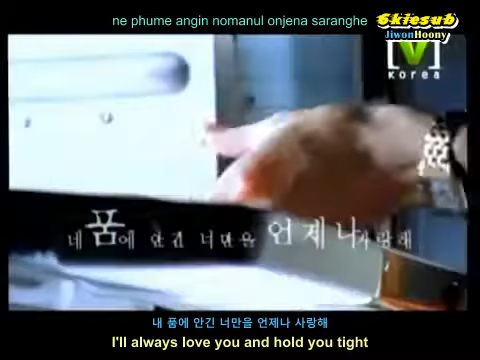 ne phume angin nomanul onjena saranghe
6kiesub
JiwonHoony
[V]
Korea
네 품에 안긴 너만을 언제나 사랑해
내 품에 안긴 너만을 언제나 사랑해
I'll always love you and hold you tight